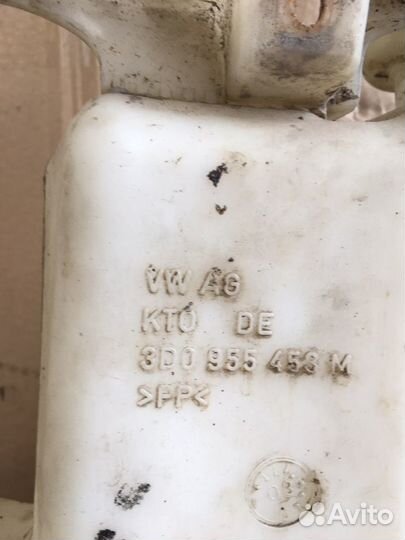 VW AG
KTO DE
3D0 955 453 M
>PP<
Avito